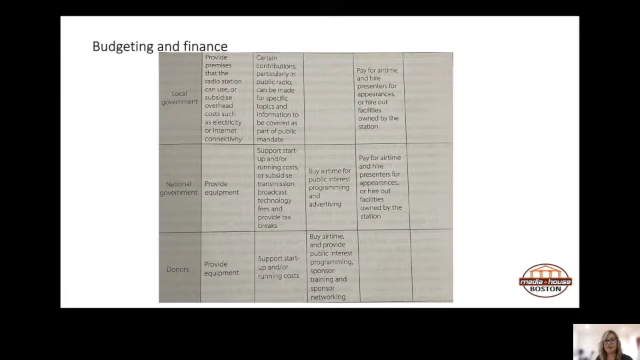 Budgeting and finance
Local
government
Provide
premises
that the
radio station
can use, or
subsidise
overhead
costs such
as electricity
or Internet
connectivity
Certain
contributions,
particularly in
public radio,
can be made
for specific
topics and
information to
be covered as
part of public
mandate
Pay for airtime
and hire
presenters for
appearances,
or hire out
facilities
owned by the
station
National
government
Provide
equipment
Support start-
up and/or
running costs,
or subsidise
transmission
broadcast
technology
fees and
provide tax
breaks
Buy airtime for
public interest
programming
and
advertising
Pay for airtime
and hire
presenters for
appearances,
or hire out
facilities
owned by the
station
Donors
Provide
equipment
Support start-
up and/or
running costs
Buy airtime,
and provide
public interest
programming,
sponsor
training and
sponsor
networking
media house
BOSTON